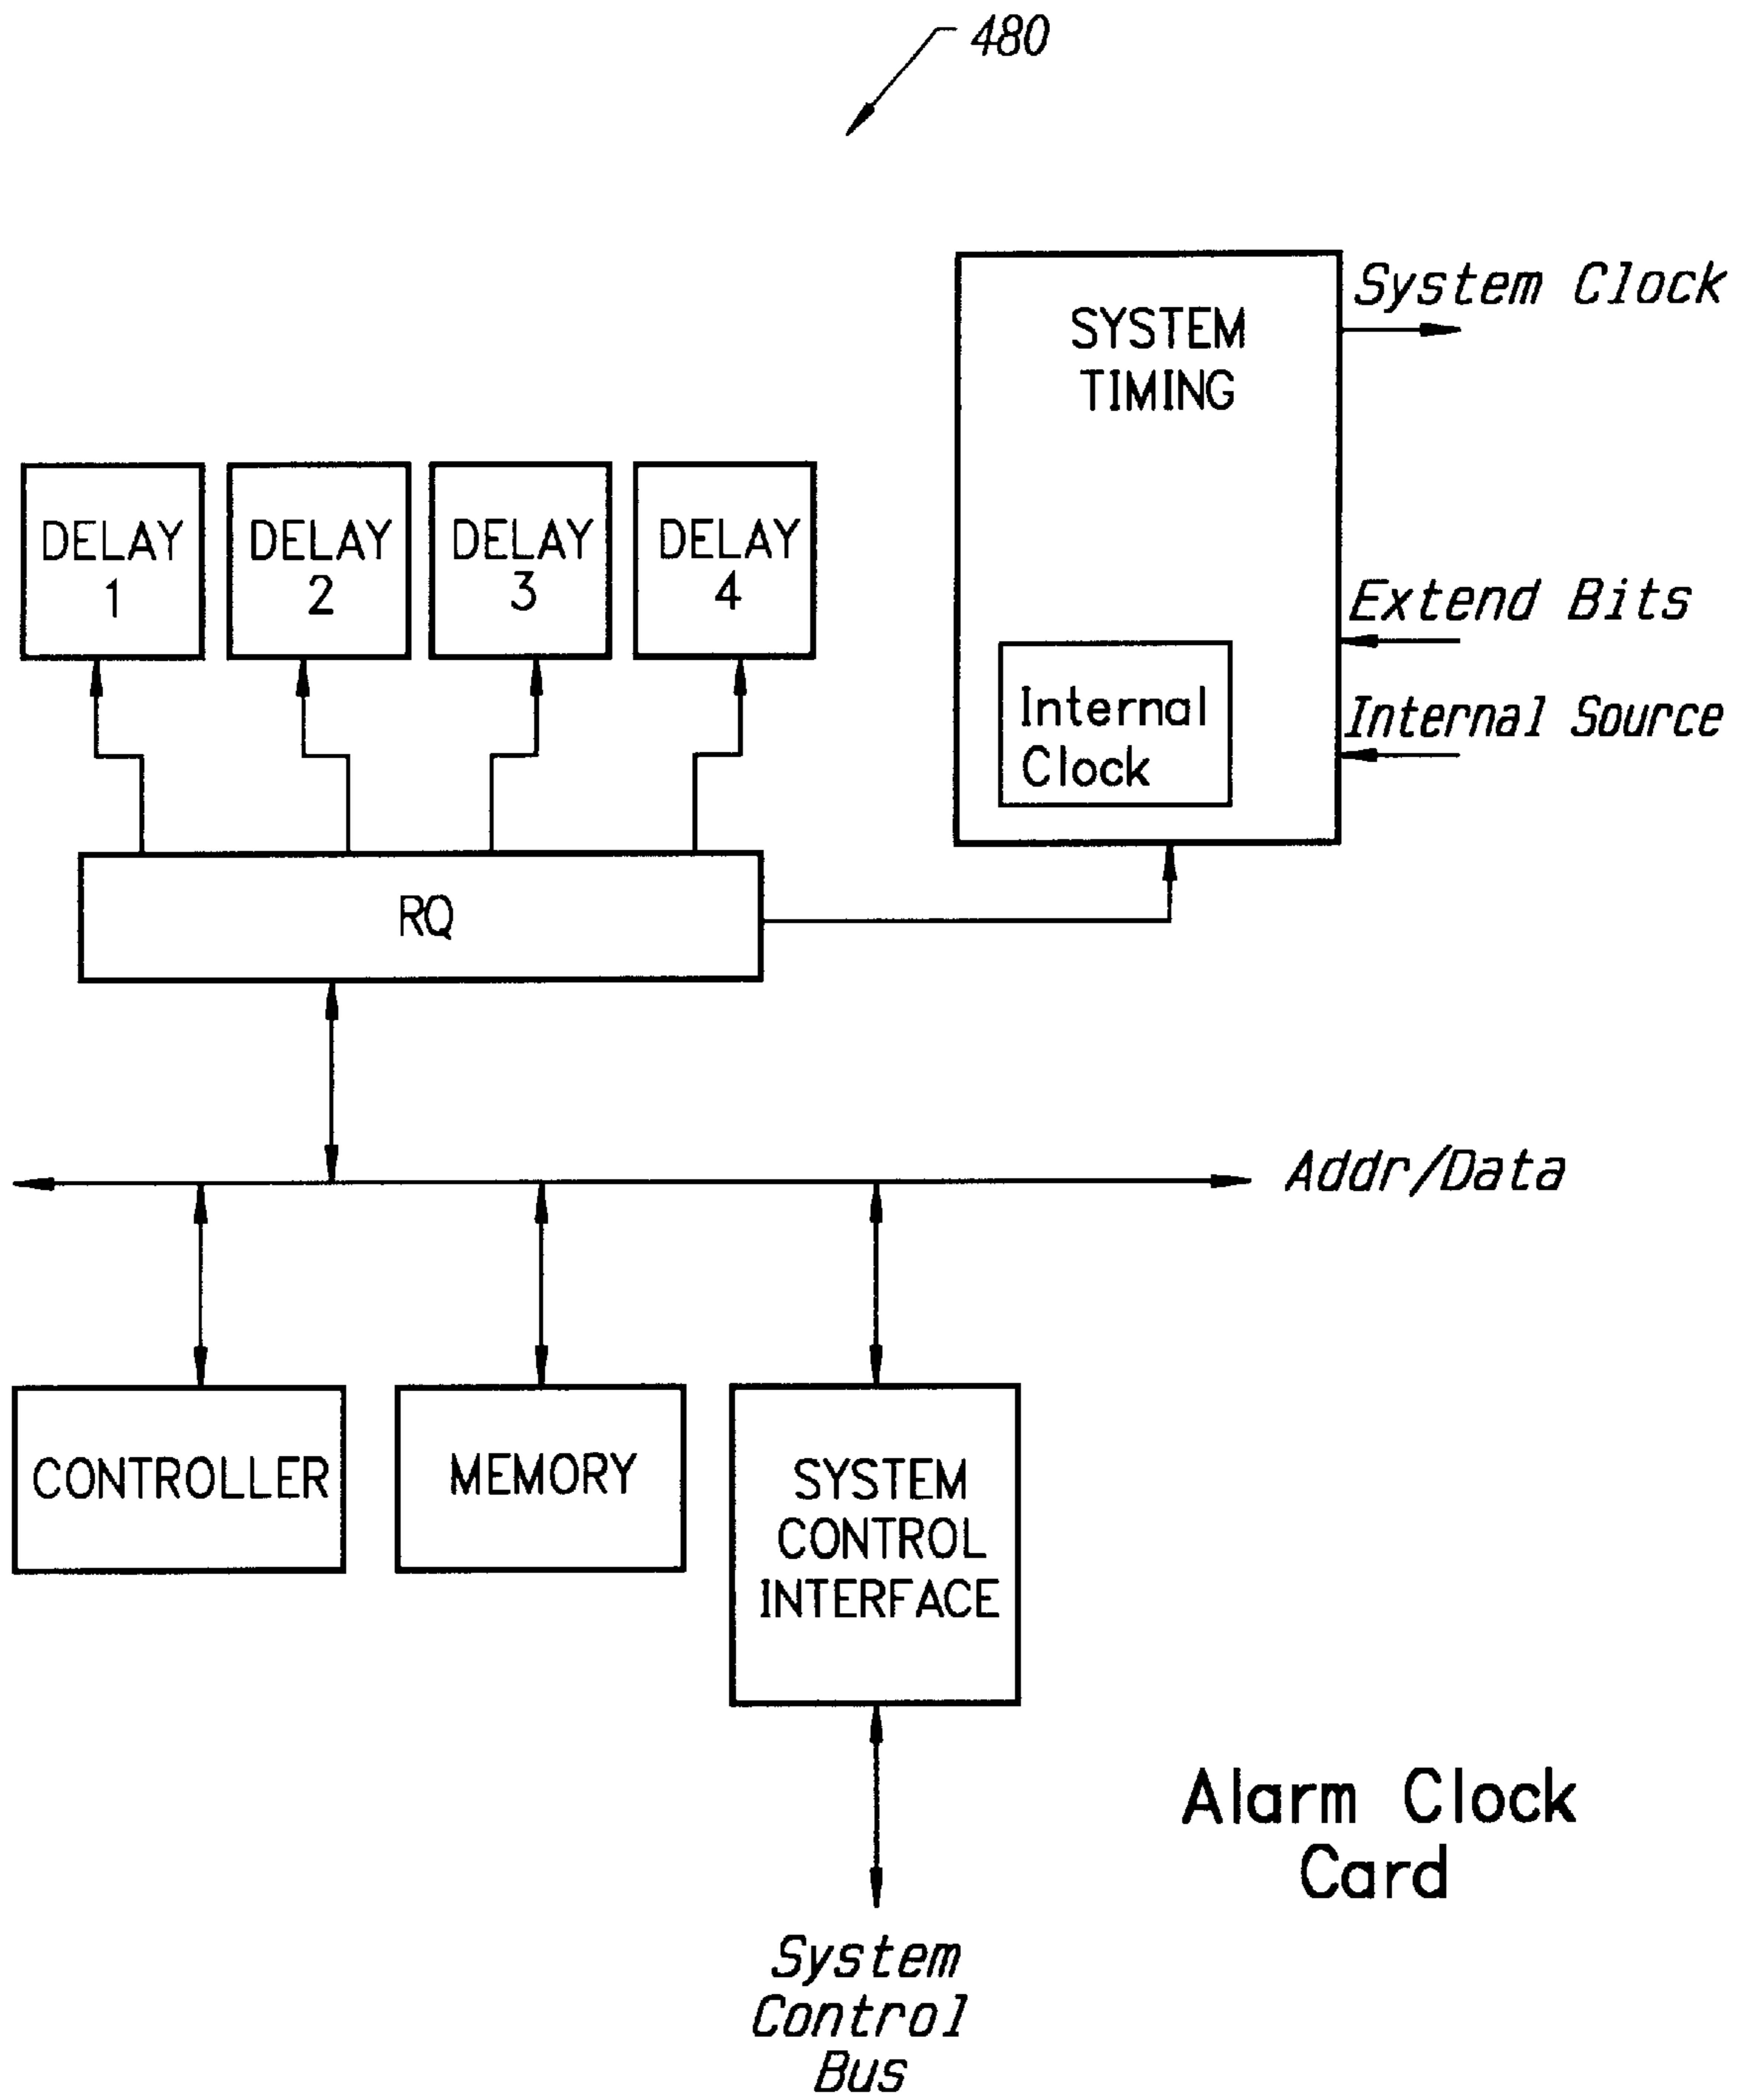 480
System Clock
SYSTEM
TIMING
DELAY
1
DELAY
2
DELAY
3
DELAY
4
Extend Bits
Internal Source
Internal
Clock
RQ
Addr/Data
CONTROLLER
MEMORY
SYSTEM
CONTROL
INTERFACE
Alarm Clock
Card
System
Control
Bus